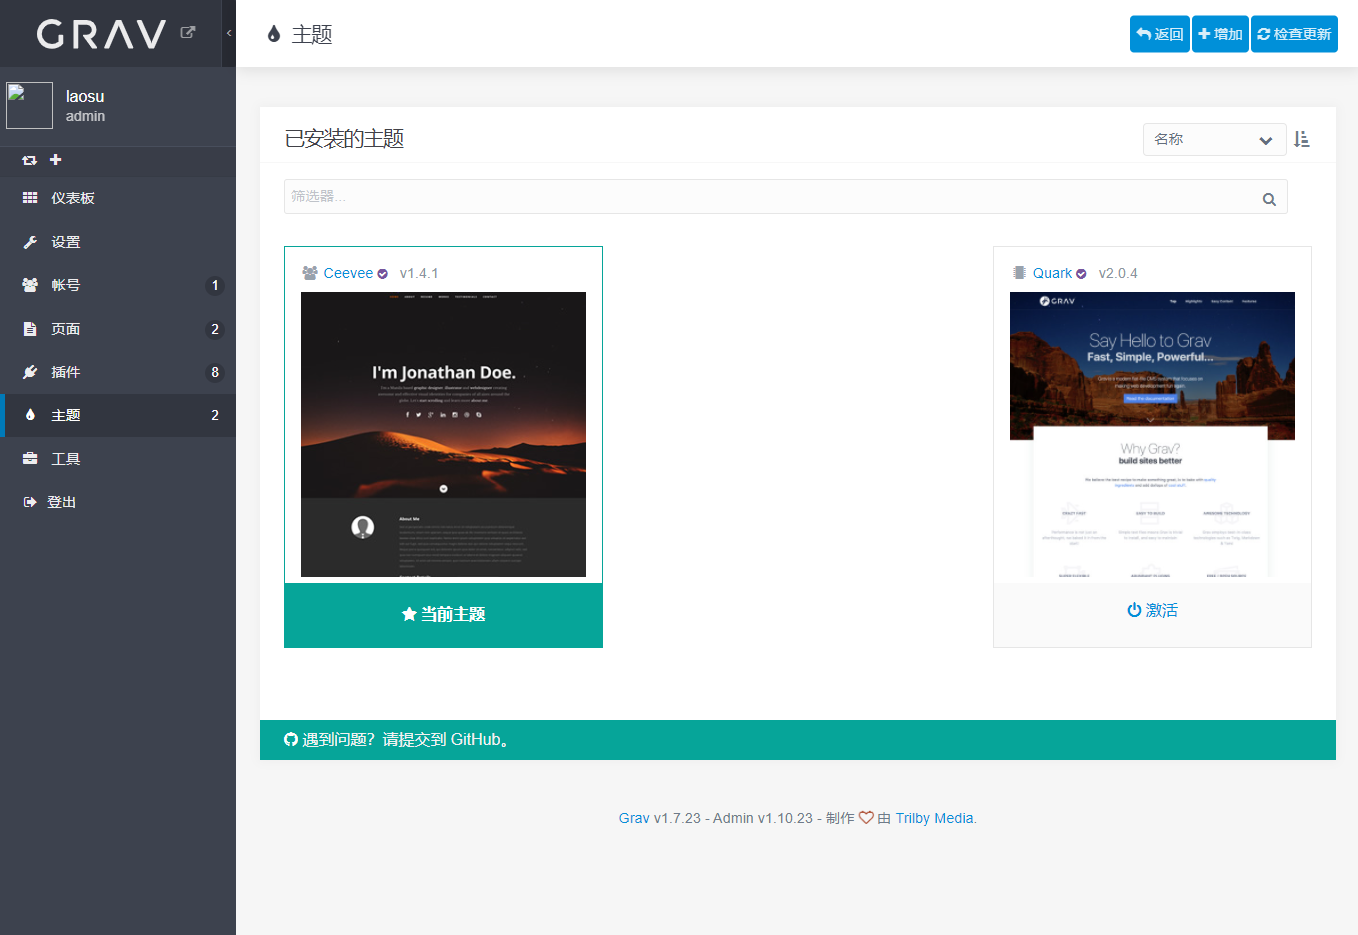 GRAV
主题
返回
增加
检查更新
laosu
admin
仪表板
设置
帐号 1
页面 2
插件 8
主题 2
工具
登出
已安装的主题
名称
筛选器...
Ceevee v1.4.1
I'm Jonathan Doe.
About Me
当前主题
Quark v2.0.4
GRAV
Say Hello to Grav
Fast, Simple, Powerful...
Why Grav?
build sites better
激活
遇到问题？请提交到 GitHub。
Grav v1.7.23 - Admin v1.10.23 - 制作 由 Trilby Media.